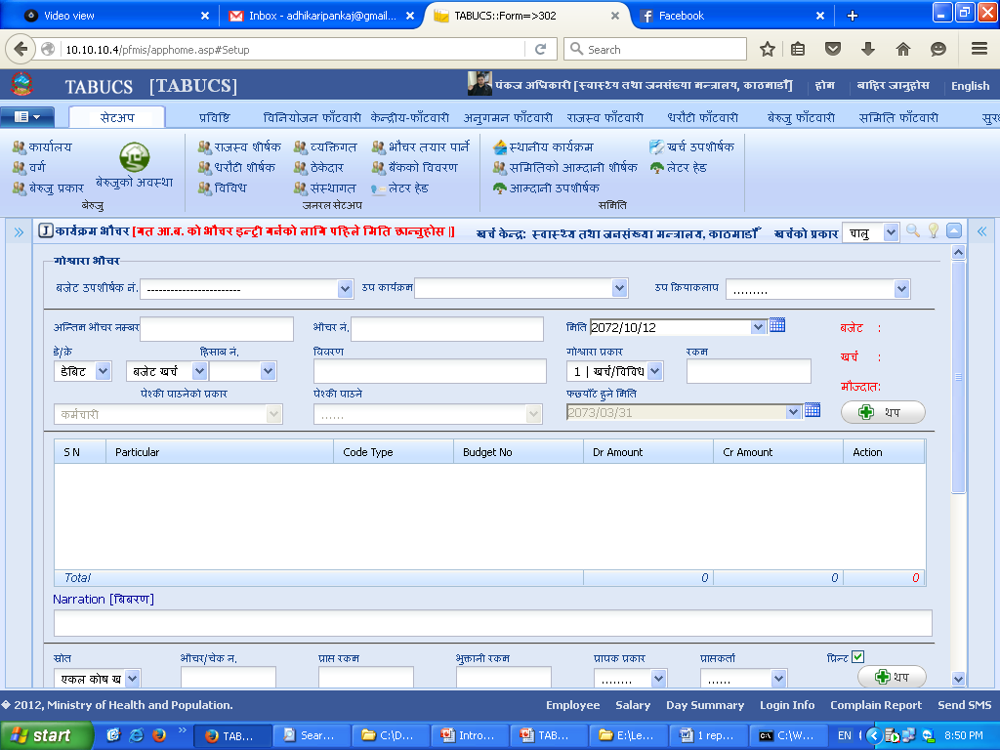 Video view
Inbox - adhikaripankaj@gmail...
TABUCS::Form=>302
Facebook
10.10.10.4/pfmis/apphome.asp#Setup
Search
TABUCS [TABUCS]
पंकज अधिकारी [स्वास्थ्य तथा जनसंख्या मन्त्रालय, काठमाडौँ]
होम
बाहिर जानुहोस
English
सेटअप
प्रविष्टि
विनियोजन फाँटवारी
केन्द्रीय-फाँटवारी
अनुगमन फाँटवारी
राजस्व फाँटवारी
धरौटी फाँटवारी
बेरुजु फाँटवारी
समिति फाँटवारी
कार्यालय
वर्ग
बेरुजु प्रकार
बेरुजुको अवस्था
बेरुजु
राजस्व शीर्षक
धरौटी शीर्षक
विविध
व्यक्तिगत
ठेकेदार
संस्थागत
भौचर तयार पार्ने
बैंकको विवरण
लेटर हेड
जनरल सेटअप
स्थानीय कार्यक्रम
समितिको आम्दानी शीर्षक
आम्दानी उपशीर्षक
खर्च उपशीर्षक
लेटर हेड
समिति
कार्यक्रम भौचर [गत आ.ब. को भौचर इन्ट्री गर्नको लागि पहिले मिति छान्नुहोस |]
खर्च केन्द्र: स्वास्थ्य तथा जनसंख्या मन्त्रालय, काठमाडौँ
खर्चको प्रकार
चालु
गोश्वारा भौचर
बजेट उपशीर्षक नं.
------------------------
उप कार्यक्रम
उप क्रियाकलाप
.........
अन्तिम भौचर नम्बर
भौचर नं.
मिति
2072/10/12
बजेट :
डे/क्रे
हिसाब नं.
विवरण
गोश्वारा प्रकार
रकम
खर्च :
डेबिट
बजेट खर्च
1 | खर्च/विविध
मौज्दात:
पेश्की पाउनेको प्रकार
पेश्की पाउने
फर्छ्यौट हुने मिति
कर्मचारी
......
2073/03/31
थप
S N
Particular
Code Type
Budget No
Dr Amount
Cr Amount
Action
Total
0
0
0
Narration [बिबरण]
स्रोत
भौचर/चेक न.
प्राप्त रकम
भुक्तानी रकम
प्रापक प्रकार
प्राप्तकर्ता
प्रिन्ट
एकल कोष ख
........
......
थप
2012, Ministry of Health and Population.
Employee
Salary
Day Summary
Login Info
Complain Report
Send SMS
start
TAB...
Sear...
C:\D...
Intro...
TAB...
E:\Le...
1 rep...
C:\W...
EN
8:50 PM